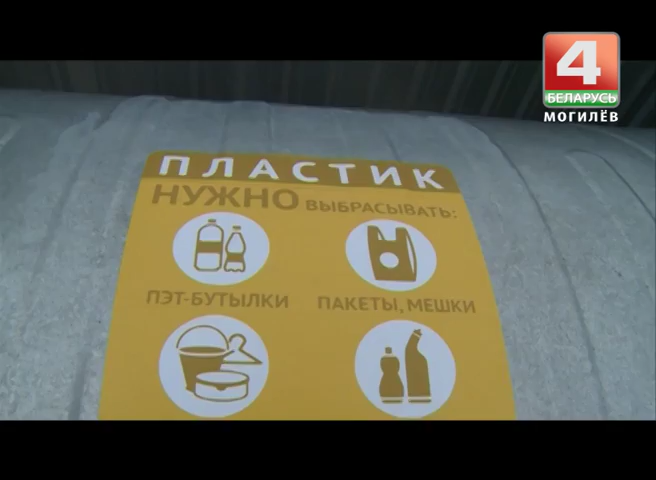 4
БЕЛАРУСЬ
МОГИЛЁВ
ПЛАСТИК
НУЖНО ВЫБРАСЫВАТЬ:
ПЭТ-БУТЫЛКИ ПАКЕТЫ, МЕШКИ